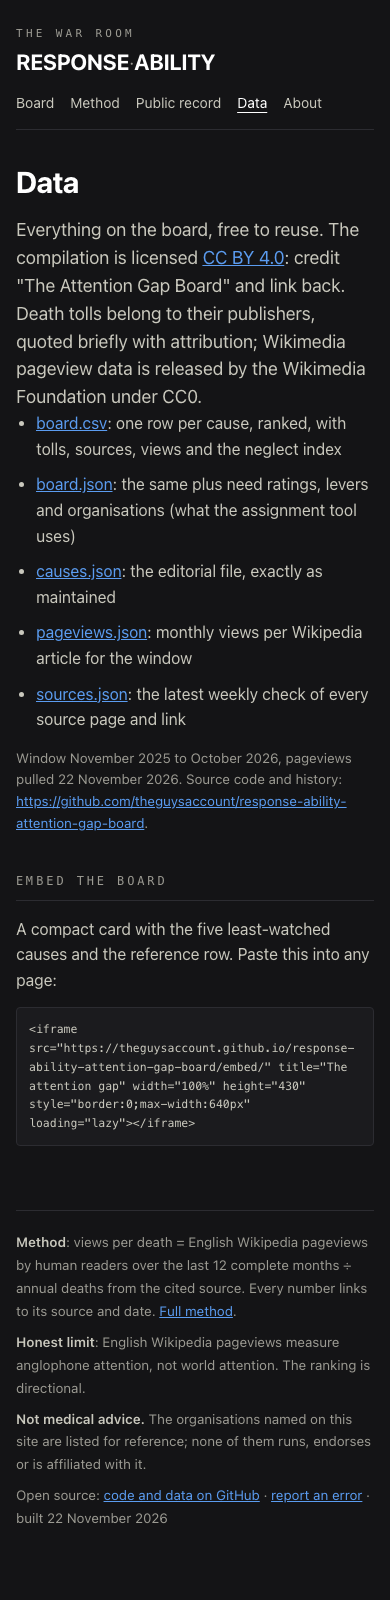 THE WAR ROOM
RESPONSE·ABILITY
Board Method Public record Data About
Data
Everything on the board, free to reuse. The
compilation is licensed CC BY 4.0: credit
"The Attention Gap Board" and link back.
Death tolls belong to their publishers,
quoted briefly with attribution; Wikimedia
pageview data is released by the Wikimedia
Foundation under CC0.
• board.csv: one row per cause, ranked, with
tolls, sources, views and the neglect index
• board.json: the same plus need ratings, levers
and organisations (what the assignment tool
uses)
• causes.json: the editorial file, exactly as
maintained
• pageviews.json: monthly views per Wikipedia
article for the window
• sources.json: the latest weekly check of every
source page and link
Window November 2025 to October 2026, pageviews
pulled 22 November 2026. Source code and history:
https://github.com/theguysaccount/response-ability-
attention-gap-board.
EMBED THE BOARD
A compact card with the five least-watched
causes and the reference row. Paste this into any
page:
<iframe
src="https://theguysaccount.github.io/response-
ability-attention-gap-board/embed/" title="The
attention gap" width="100%" height="430"
style="border:0;max-width:640px"
loading="lazy"></iframe>
Method: views per death = English Wikipedia pageviews
by human readers over the last 12 complete months ÷
annual deaths from the cited source. Every number links
to its source and date. Full method.
Honest limit: English Wikipedia pageviews measure
anglophone attention, not world attention. The ranking is
directional.
Not medical advice. The organisations named on this
site are listed for reference; none of them runs, endorses
or is affiliated with it.
Open source: code and data on GitHub · report an error ·
built 22 November 2026